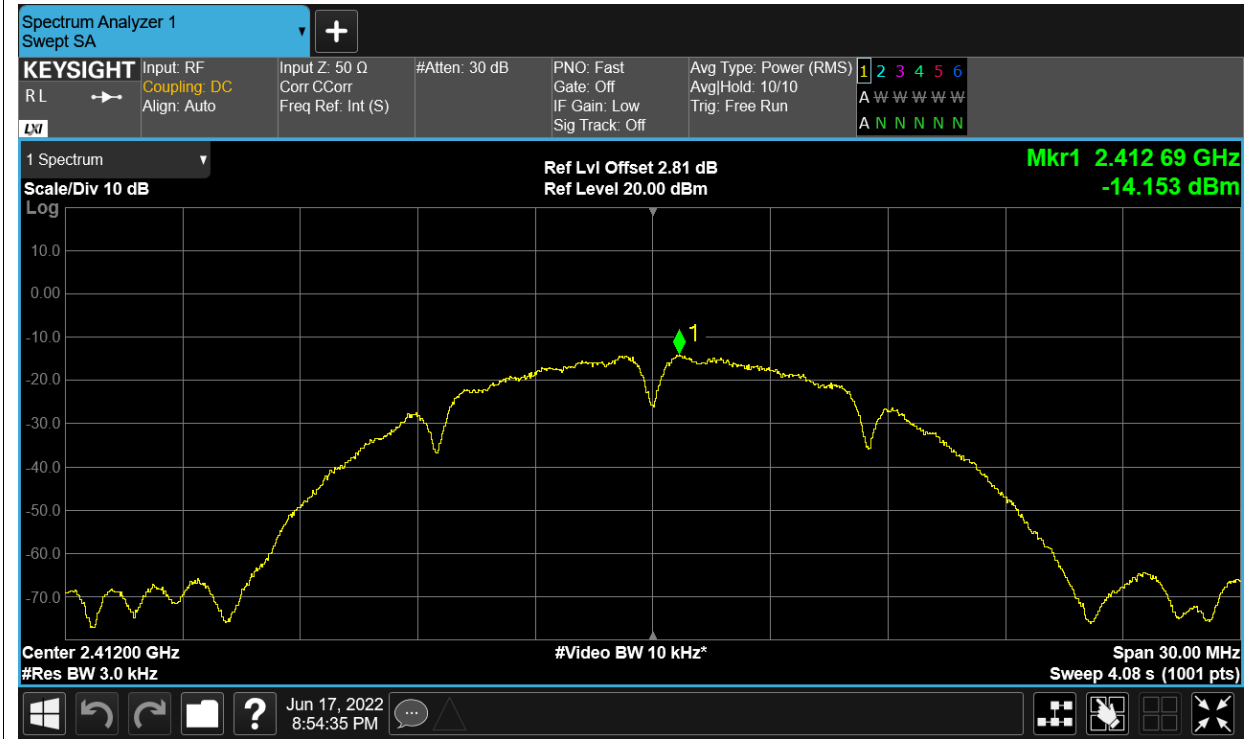 Spectrum Analyzer 1
Swept SA
+
KEYSIGHT
R L
LXI
Input: RF
Coupling: DC
Align: Auto
Input Z: 50 Ω
Corr CCorr
Freq Ref: Int (S)
#Atten: 30 dB
PNO: Fast
Gate: Off
IF Gain: Low
Sig Track: Off
Avg Type: Power (RMS)
Avg|Hold: 10/10
Trig: Free Run
1 2 3 4 5 6
A W W W W W
A N N N N N
1 Spectrum
Scale/Div 10 dB
Log
Ref Lvl Offset 2.81 dB
Ref Level 20.00 dBm
Mkr1 2.412 69 GHz
-14.153 dBm
10.0
0.00
-10.0
-20.0
-30.0
-40.0
-50.0
-60.0
-70.0
1
Center 2.41200 GHz
#Res BW 3.0 kHz
#Video BW 10 kHz*
Span 30.00 MHz
Sweep 4.08 s (1001 pts)
?
Jun 17, 2022
8:54:35 PM